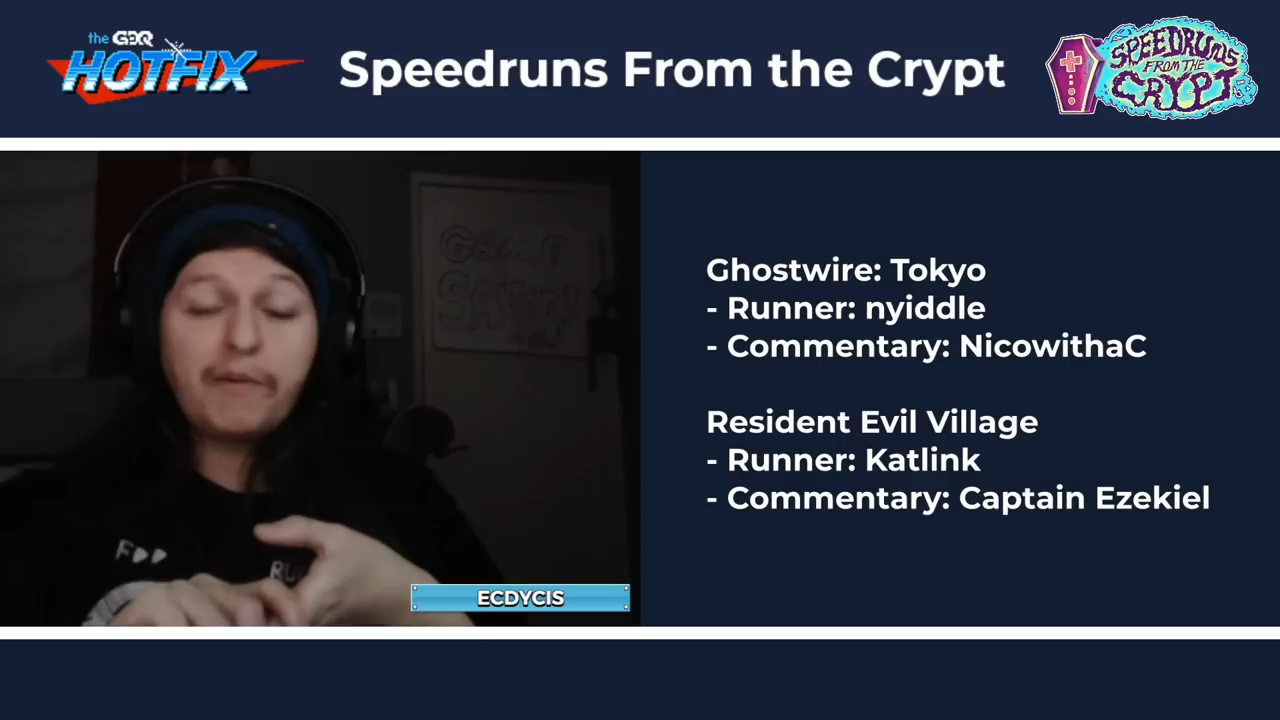 the GDQ
HOTFIX
Speedruns From the Crypt
SPEEDRUNS
FROM THE
CRYPT
Ghostwire: Tokyo
- Runner: nyiddle
- Commentary: NicowithaC
Resident Evil Village
- Runner: Katlink
- Commentary: Captain Ezekiel
ECDYCIS